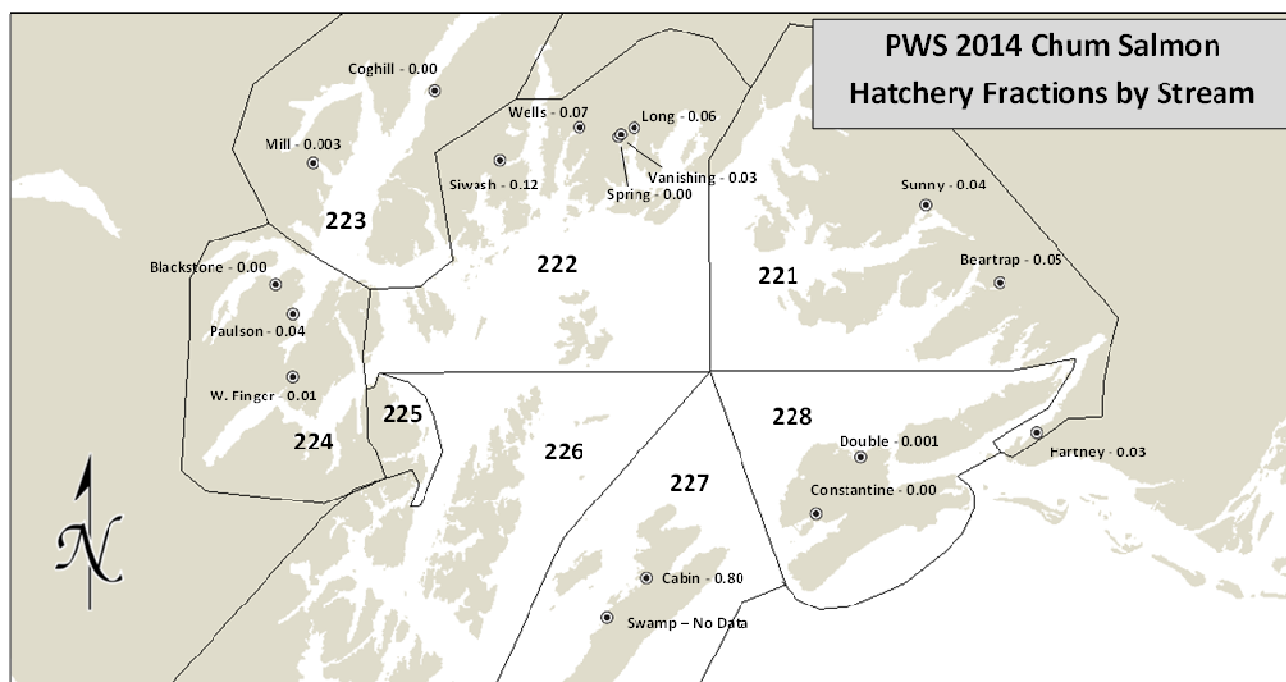 PWS 2014 Chum Salmon
Hatchery Fractions by Stream
Coghill - 0.00
Wells - 0.07
Long - 0.06
Mill - 0.003
Vanishing - 0.03
Siwash - 0.12
Spring - 0.00
Sunny - 0.04
223
222
221
Beartrap - 0.05
Blackstone - 0.00
Paulson - 0.04
W. Finger - 0.01
225
228
224
226
Double - 0.001
Hartney - 0.03
227
Constantine - 0.00
N
Cabin - 0.80
Swamp – No Data